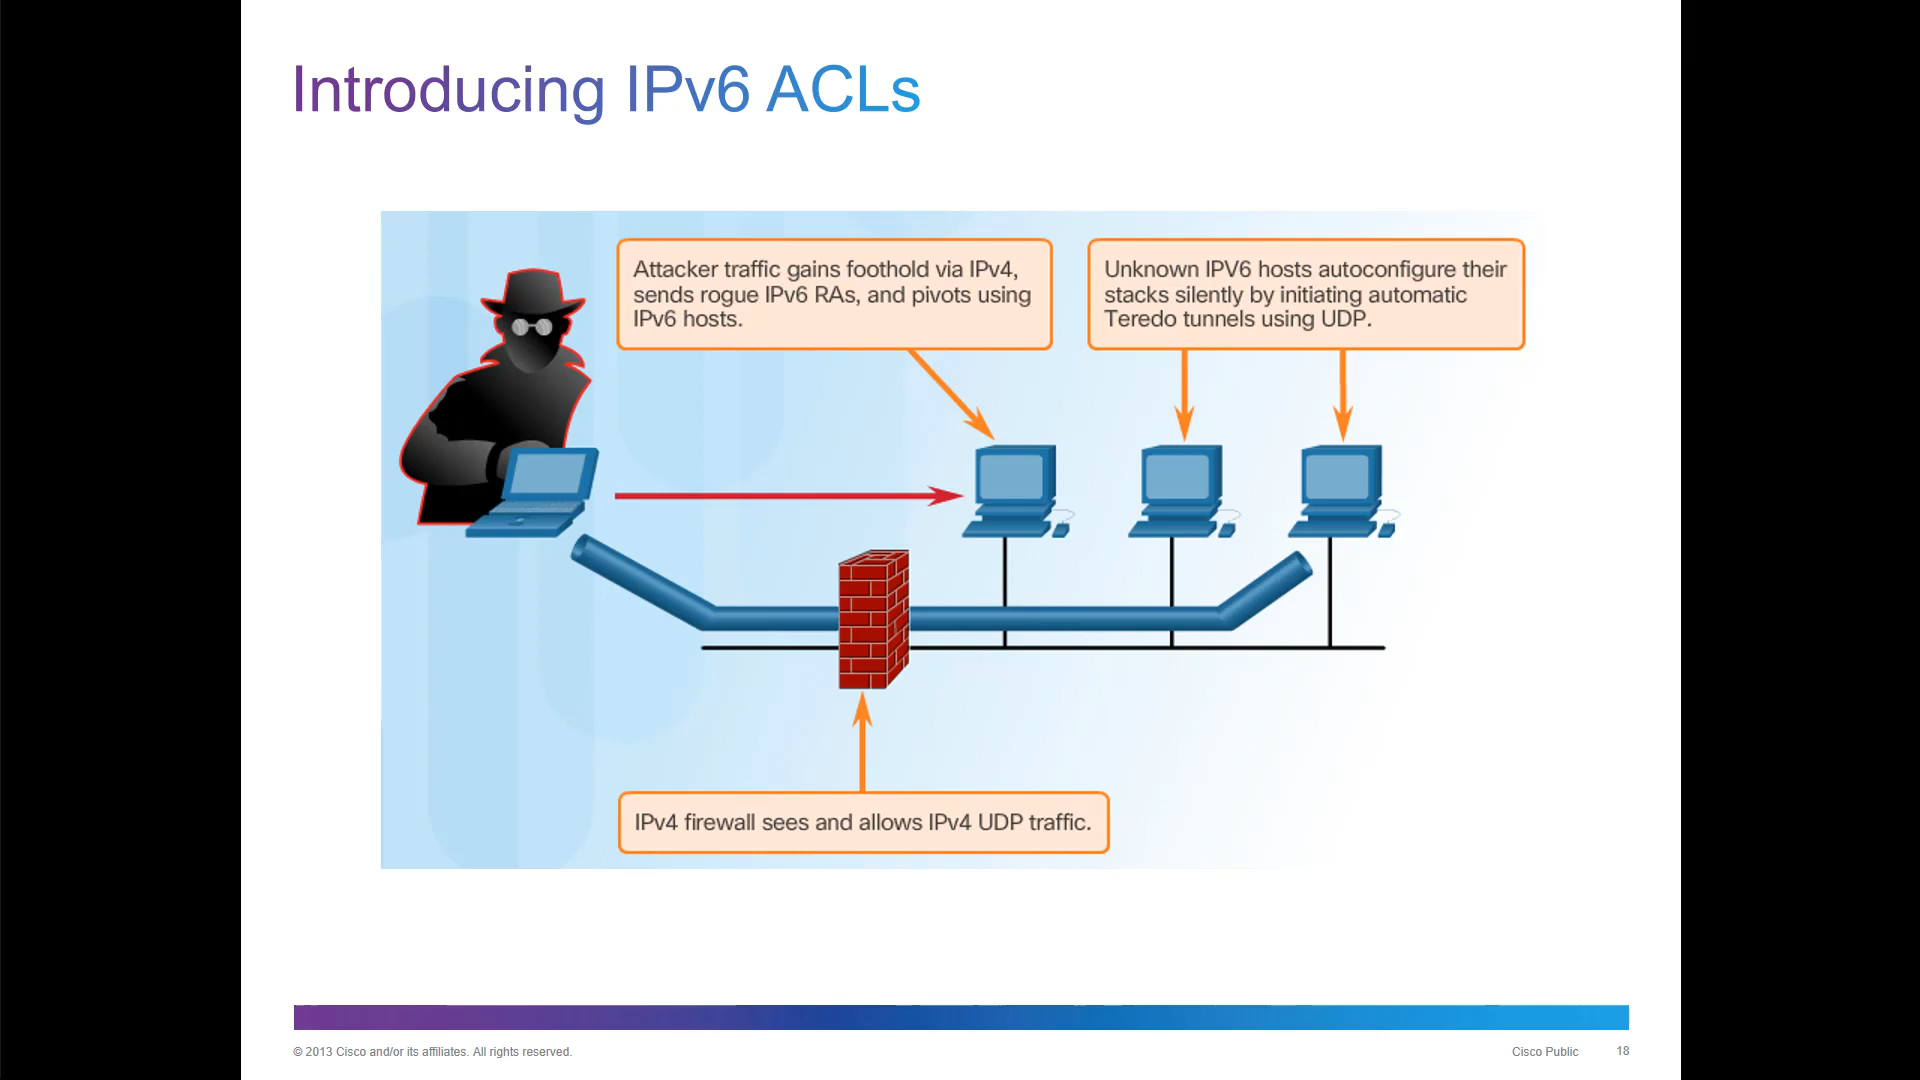 Introducing IPv6 ACLs
Attacker traffic gains foothold via IPv4,
sends rogue IPv6 RAs, and pivots using
IPv6 hosts.
Unknown IPV6 hosts autoconfigure their
stacks silently by initiating automatic
Teredo tunnels using UDP.
IPv4 firewall sees and allows IPv4 UDP traffic.
© 2013 Cisco and/or its affiliates. All rights reserved.
Cisco Public
18